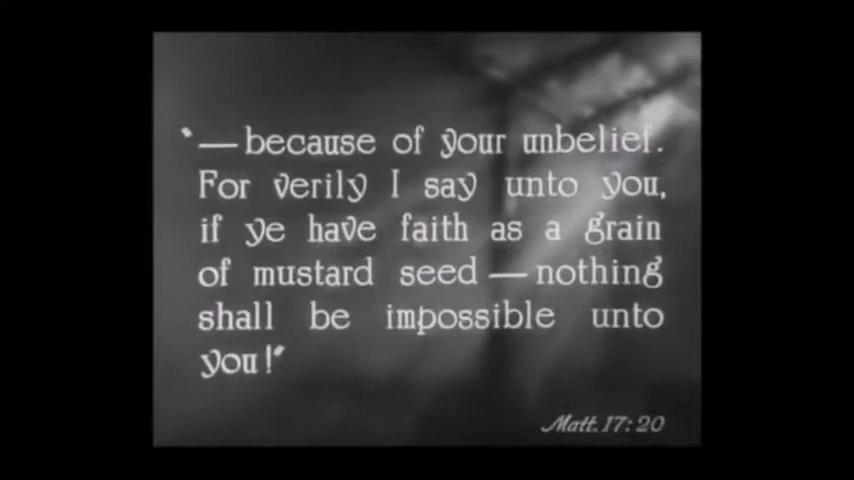 "—because of your unbelief.
For verily I say unto you,
if ye have faith as a grain
of mustard seed—nothing
shall be impossible unto
you!"
Matt. 17:20